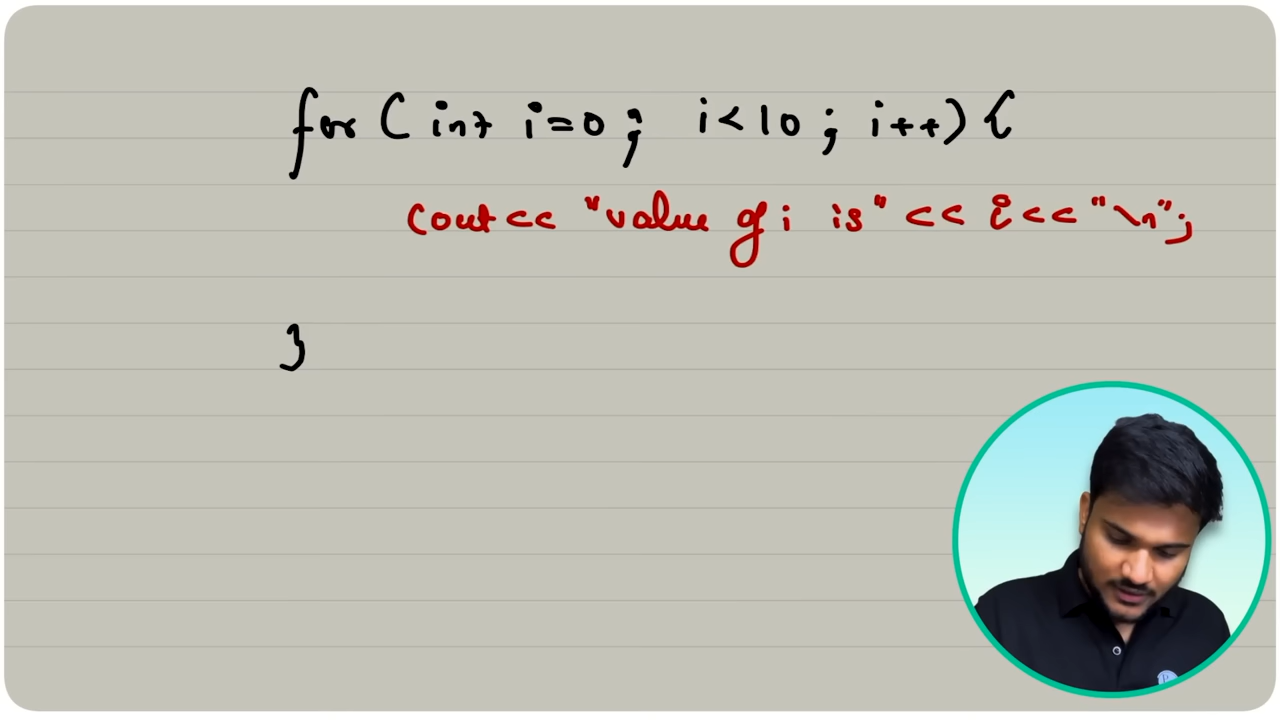 for ( int i=0 ; i<10 ; i++) {
cout << "value of i is" << i << "\n";
}